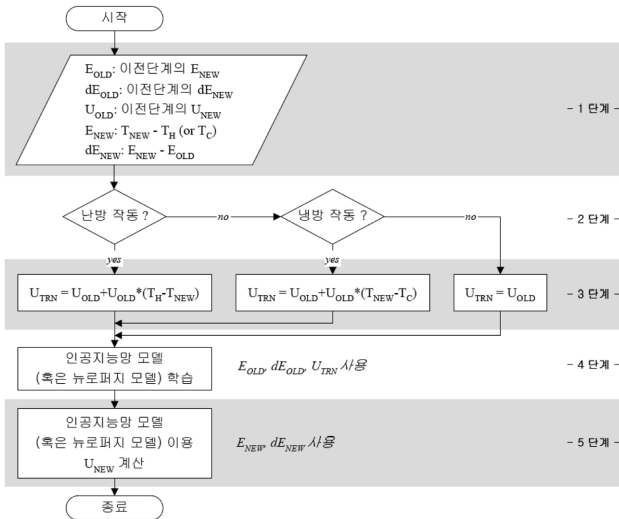 시작
E_OLD: 이전단계의 E_NEW
dE_OLD: 이전단계의 dE_NEW
U_OLD: 이전단계의 U_NEW
E_NEW: T_NEW - T_H (or T_C)
dE_NEW: E_NEW - E_OLD
- 1 단계 -
난방 작동 ?
no
냉방 작동 ?
no
- 2 단계 -
yes
yes
U_TRN = U_OLD+U_OLD*(T_H-T_NEW)
U_TRN = U_OLD+U_OLD*(T_NEW-T_C)
U_TRN = U_OLD
- 3 단계 -
인공지능망 모델
(혹은 뉴로퍼지 모델) 학습
E_OLD, dE_OLD, U_TRN 사용
- 4 단계 -
인공지능망 모델
(혹은 뉴로퍼지 모델) 이용
U_NEW 계산
E_NEW, dE_NEW 사용
- 5 단계 -
종료